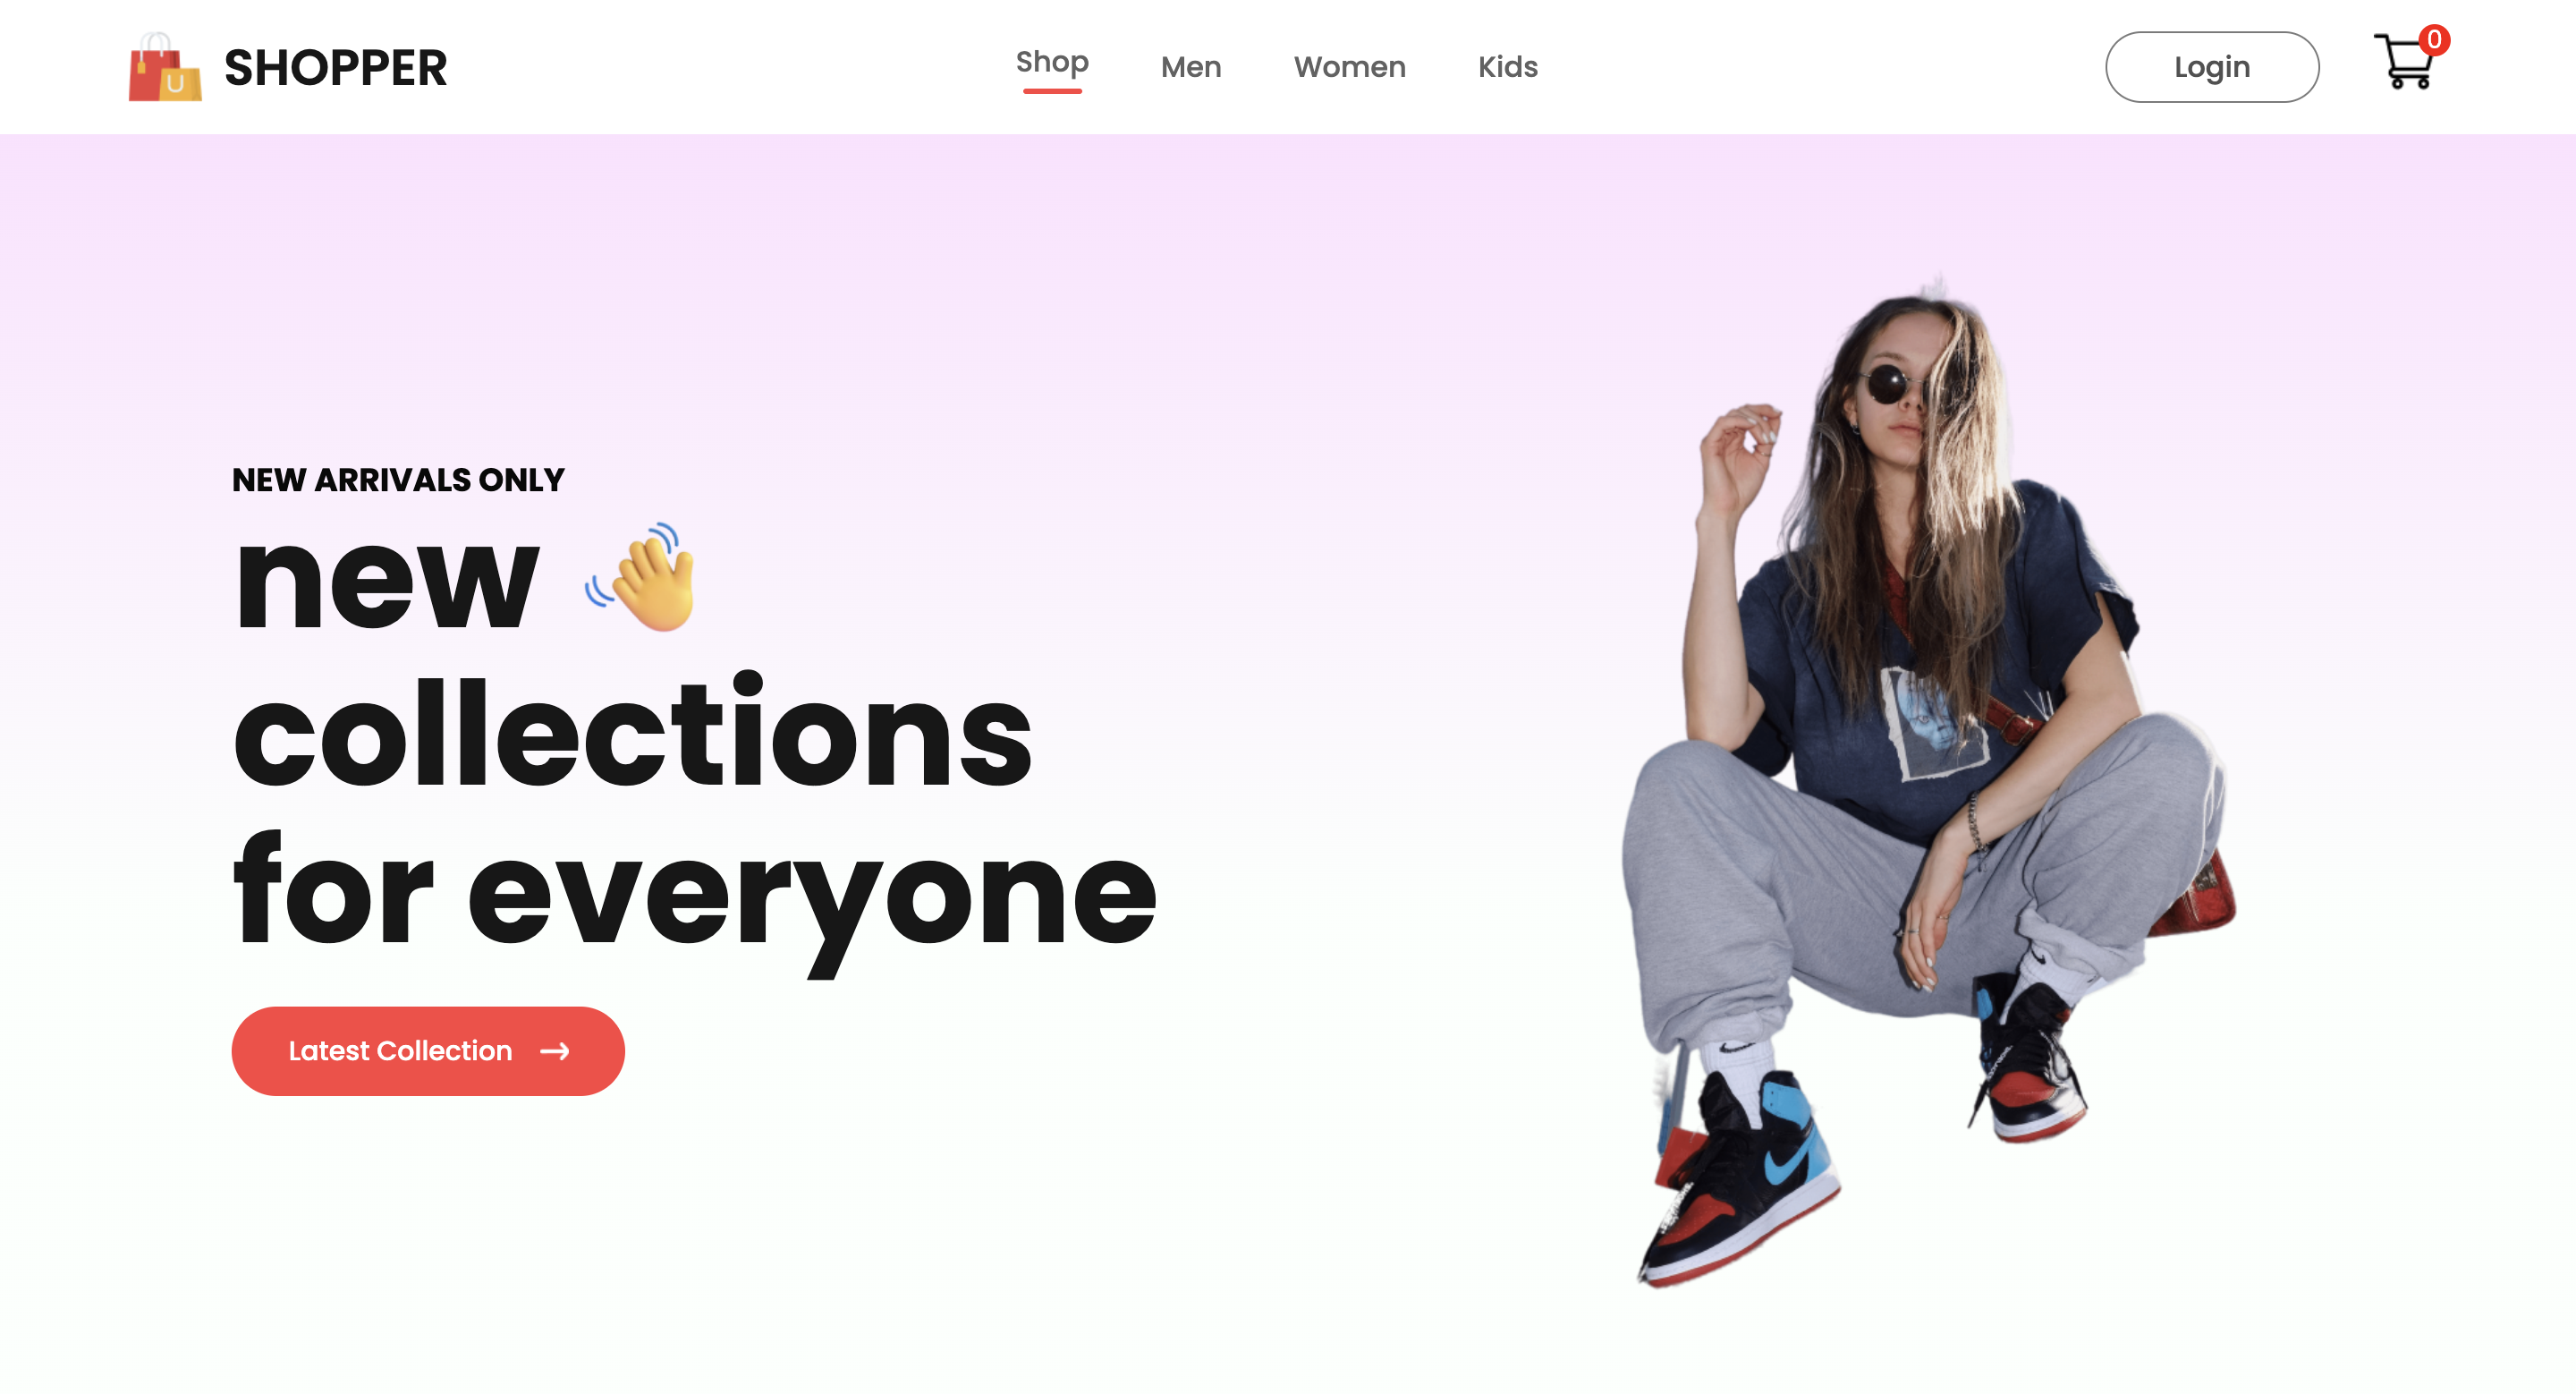 SHOPPER
Shop Men Women Kids
Login
0
NEW ARRIVALS ONLY
new 👋
collections
for everyone
Latest Collection →